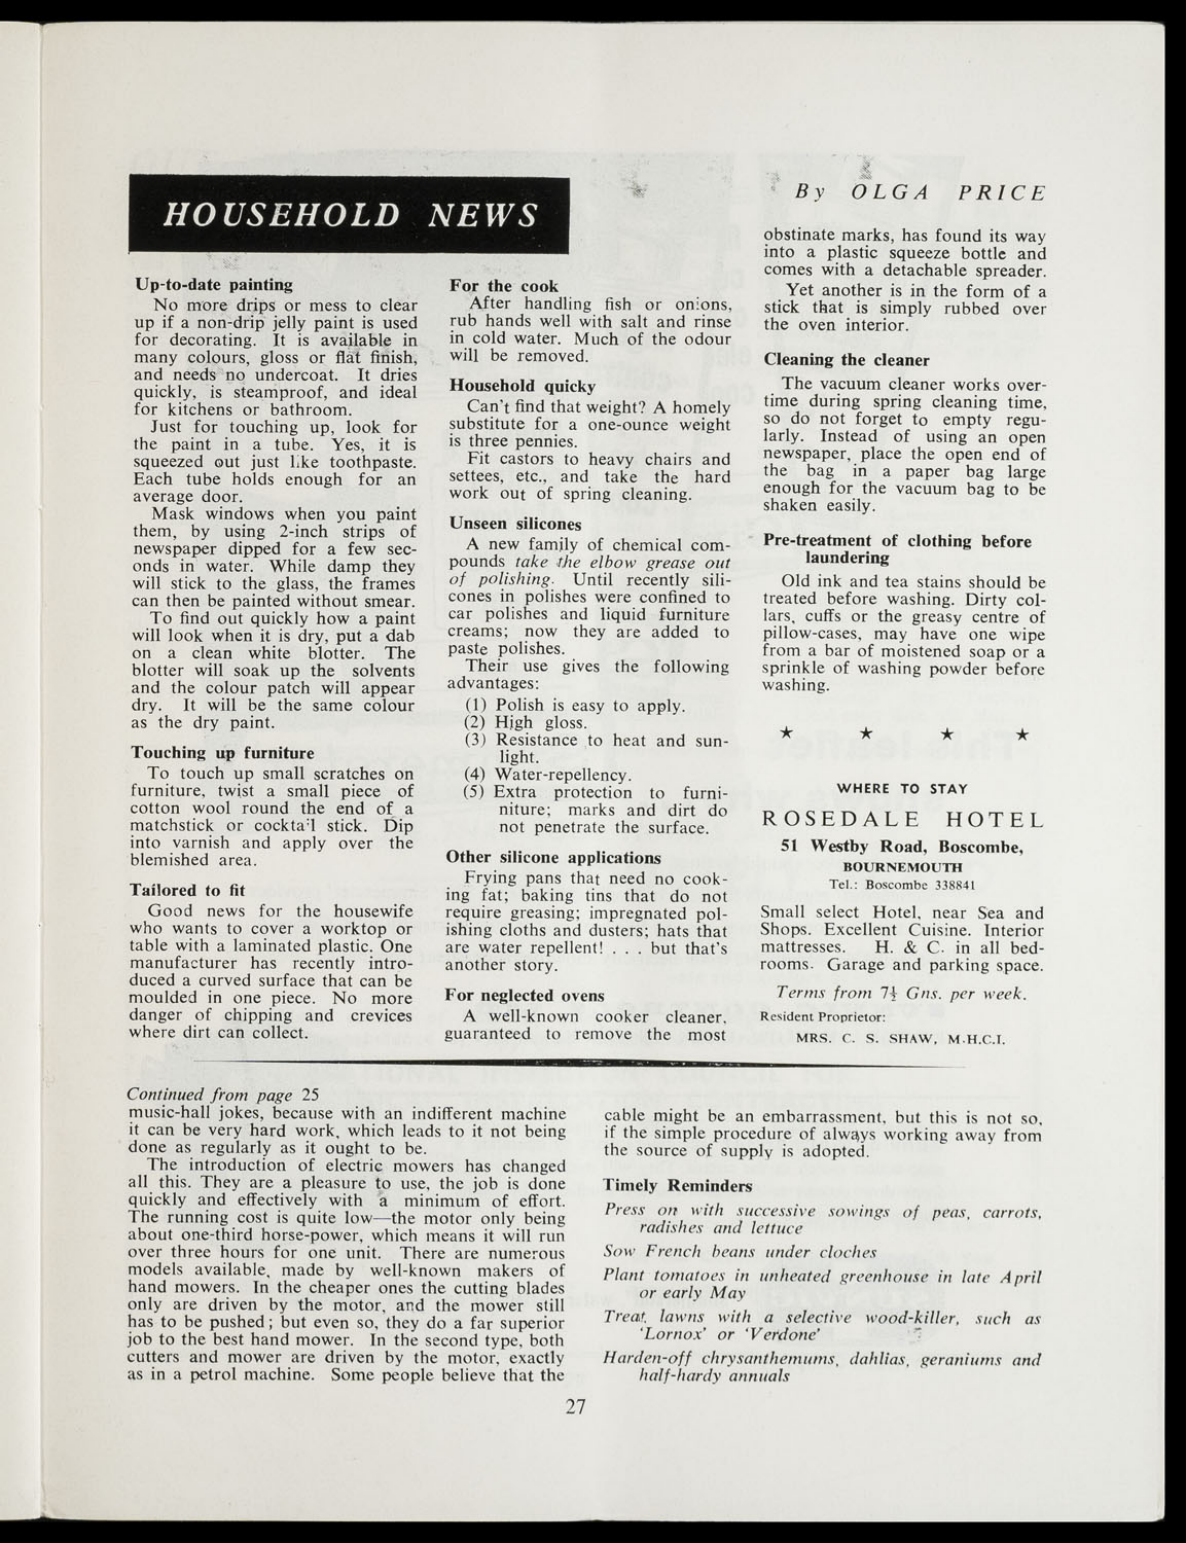 HOUSEHOLD NEWS
By OLGA PRICE
Up-to-date painting
No more drips or mess to clear
up if a non-drip jelly paint is used
for decorating. It is available in
many colours, gloss or flat finish,
and needs no undercoat. It dries
quickly, is steamproof, and ideal
for kitchens or bathroom.
Just for touching up, look for
the paint in a tube. Yes, it is
squeezed out just like toothpaste.
Each tube holds enough for an
average door.
Mask windows when you paint
them, by using 2-inch strips of
newspaper dipped for a few sec-
onds in water. While damp they
will stick to the glass, the frames
can then be painted without smear.
To find out quickly how a paint
will look when it is dry, put a dab
on a clean white blotter. The
blotter will soak up the solvents
and the colour patch will appear
dry. It will be the same colour
as the dry paint.
Touching up furniture
To touch up small scratches on
furniture, twist a small piece of
cotton wool round the end of a
matchstick or cocktail stick. Dip
into varnish and apply over the
blemished area.
Tailored to fit
Good news for the housewife
who wants to cover a worktop or
table with a laminated plastic. One
manufacturer has recently intro-
duced a curved surface that can be
moulded in one piece. No more
danger of chipping and crevices
where dirt can collect.
For the cook
After handling fish or onions,
rub hands well with salt and rinse
in cold water. Much of the odour
will be removed.
Household quicky
Can't find that weight? A homely
substitute for a one-ounce weight
is three pennies.
Fit castors to heavy chairs and
settees, etc., and take the hard
work out of spring cleaning.
Unseen silicones
A new family of chemical com-
pounds take the elbow grease out
of polishing. Until recently sili-
cones in polishes were confined to
car polishes and liquid furniture
creams; now they are added to
paste polishes.
Their use gives the following
advantages:
(1) Polish is easy to apply.
(2) High gloss.
(3) Resistance to heat and sun-
light.
(4) Water-repellency.
(5) Extra protection to furni-
niture; marks and dirt do
not penetrate the surface.
Other silicone applications
Frying pans that need no cook-
ing fat; baking tins that do not
require greasing; impregnated pol-
ishing cloths and dusters; hats that
are water repellent! . . . but that's
another story.
For neglected ovens
A well-known cooker cleaner,
guaranteed to remove the most
obstinate marks, has found its way
into a plastic squeeze bottle and
comes with a detachable spreader.
Yet another is in the form of a
stick that is simply rubbed over
the oven interior.
Cleaning the cleaner
The vacuum cleaner works over-
time during spring cleaning time,
so do not forget to empty regu-
larly. Instead of using an open
newspaper, place the open end of
the bag in a paper bag large
enough for the vacuum bag to be
shaken easily.
Pre-treatment of clothing before
laundering
Old ink and tea stains should be
treated before washing. Dirty col-
lars, cuffs or the greasy centre of
pillow-cases, may have one wipe
from a bar of moistened soap or a
sprinkle of washing powder before
washing.
★ ★ ★ ★
WHERE TO STAY
ROSEDALE HOTEL
51 Westby Road, Boscombe,
BOURNEMOUTH
Tel.: Boscombe 338841
Small select Hotel, near Sea and
Shops. Excellent Cuisine. Interior
mattresses. H. & C. in all bed-
rooms. Garage and parking space.
Terms from 7½ Gns. per week.
Resident Proprietor:
MRS. C. S. SHAW, M.H.C.I.
Continued from page 25
music-hall jokes, because with an indifferent machine
it can be very hard work, which leads to it not being
done as regularly as it ought to be.
The introduction of electric mowers has changed
all this. They are a pleasure to use, the job is done
quickly and effectively with a minimum of effort.
The running cost is quite low—the motor only being
about one-third horse-power, which means it will run
over three hours for one unit. There are numerous
models available, made by well-known makers of
hand mowers. In the cheaper ones the cutting blades
only are driven by the motor, and the mower still
has to be pushed; but even so, they do a far superior
job to the best hand mower. In the second type, both
cutters and mower are driven by the motor, exactly
as in a petrol machine. Some people believe that the
cable might be an embarrassment, but this is not so,
if the simple procedure of always working away from
the source of supply is adopted.
Timely Reminders
Press on with successive sowings of peas, carrots,
radishes and lettuce
Sow French beans under cloches
Plant tomatoes in unheated greenhouse in late April
or early May
Treat lawns with a selective wood-killer, such as
'Lornox' or 'Verdone'
Harden-off chrysanthemums, dahlias, geraniums and
half-hardy annuals
27